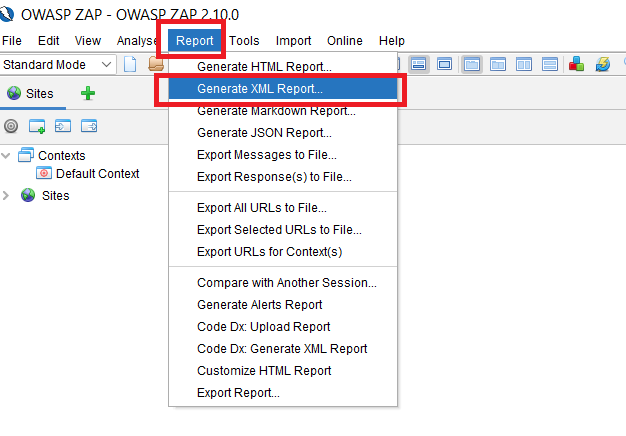 OWASP ZAP - OWASP ZAP 2.10.0
File Edit View Analyse Report Tools Import Online Help
Standard Mode
Sites
Contexts
Default Context
Sites
Generate HTML Report...
Generate XML Report...
Generate Markdown Report...
Generate JSON Report...
Export Messages to File...
Export Response(s) to File...
Export All URLs to File...
Export Selected URLs to File...
Export URLs for Context(s)
Compare with Another Session...
Generate Alerts Report
Code Dx: Upload Report
Code Dx: Generate XML Report
Customize HTML Report
Export Report...